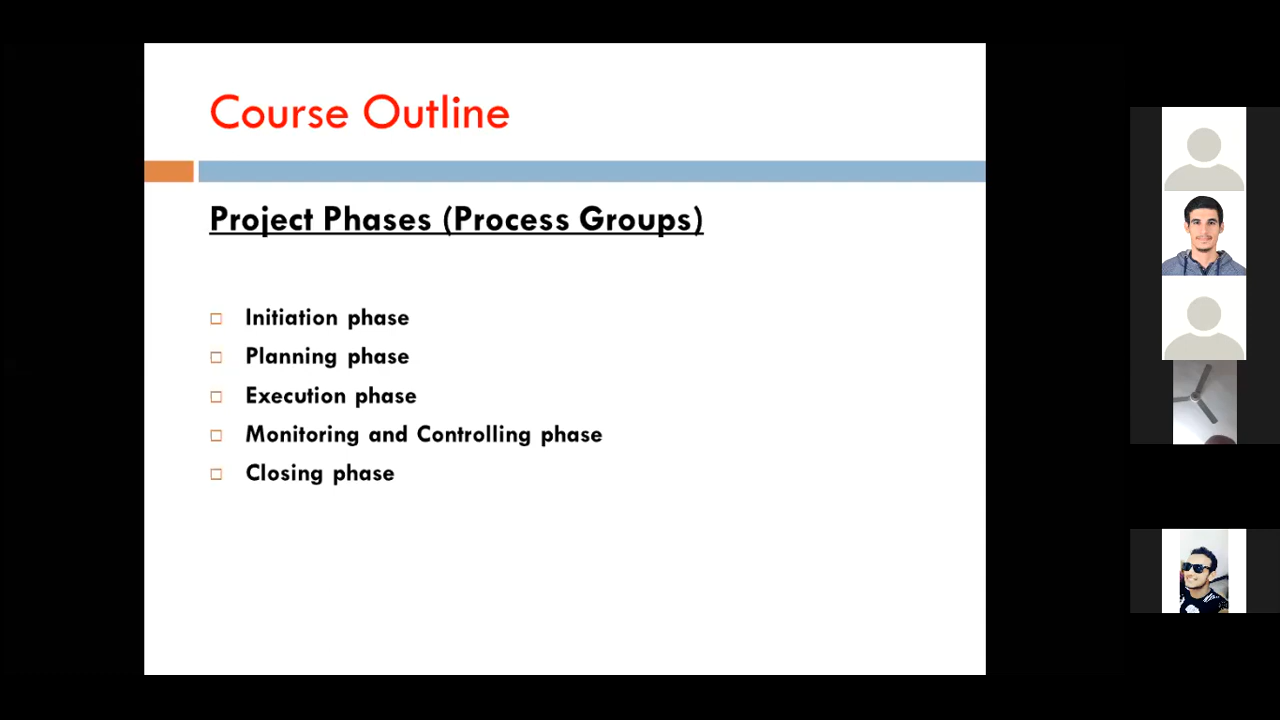 Course Outline
Project Phases (Process Groups)
Initiation phase
Planning phase
Execution phase
Monitoring and Controlling phase
Closing phase